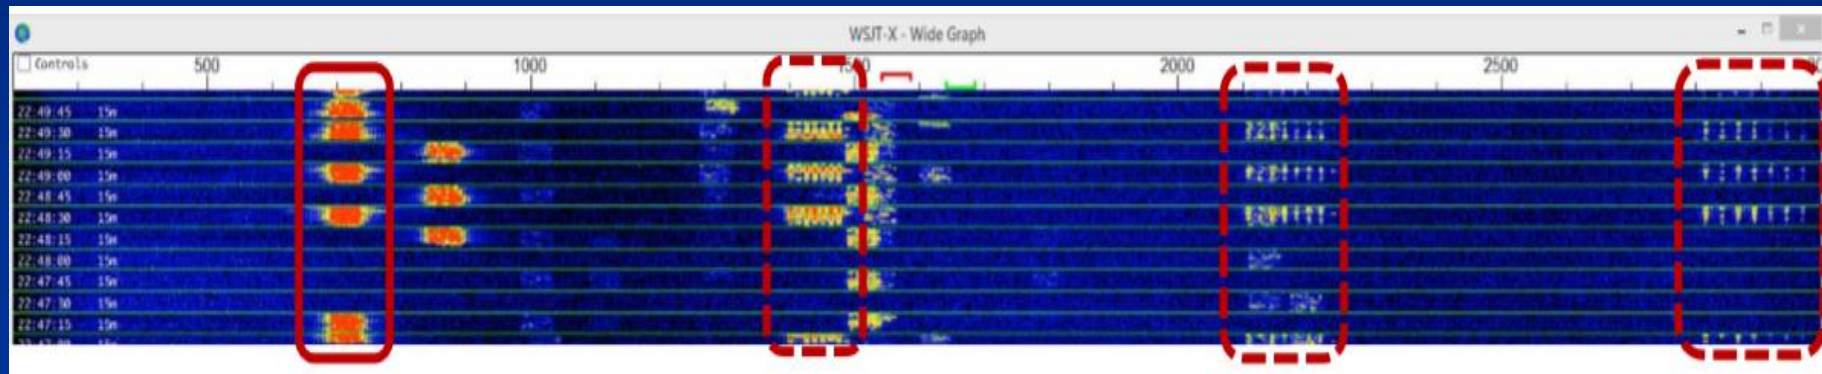 WSJT-X - Wide Graph
Controls 500 1000 1500 2000 2500
22:49:45 15m
22:49:30 15m
22:49:15 15m
22:49:00 15m
22:48:45 15m
22:48:30 15m
22:48:15 15m
22:48:00 15m
22:47:45 15m
22:47:30 15m
22:47:15 15m